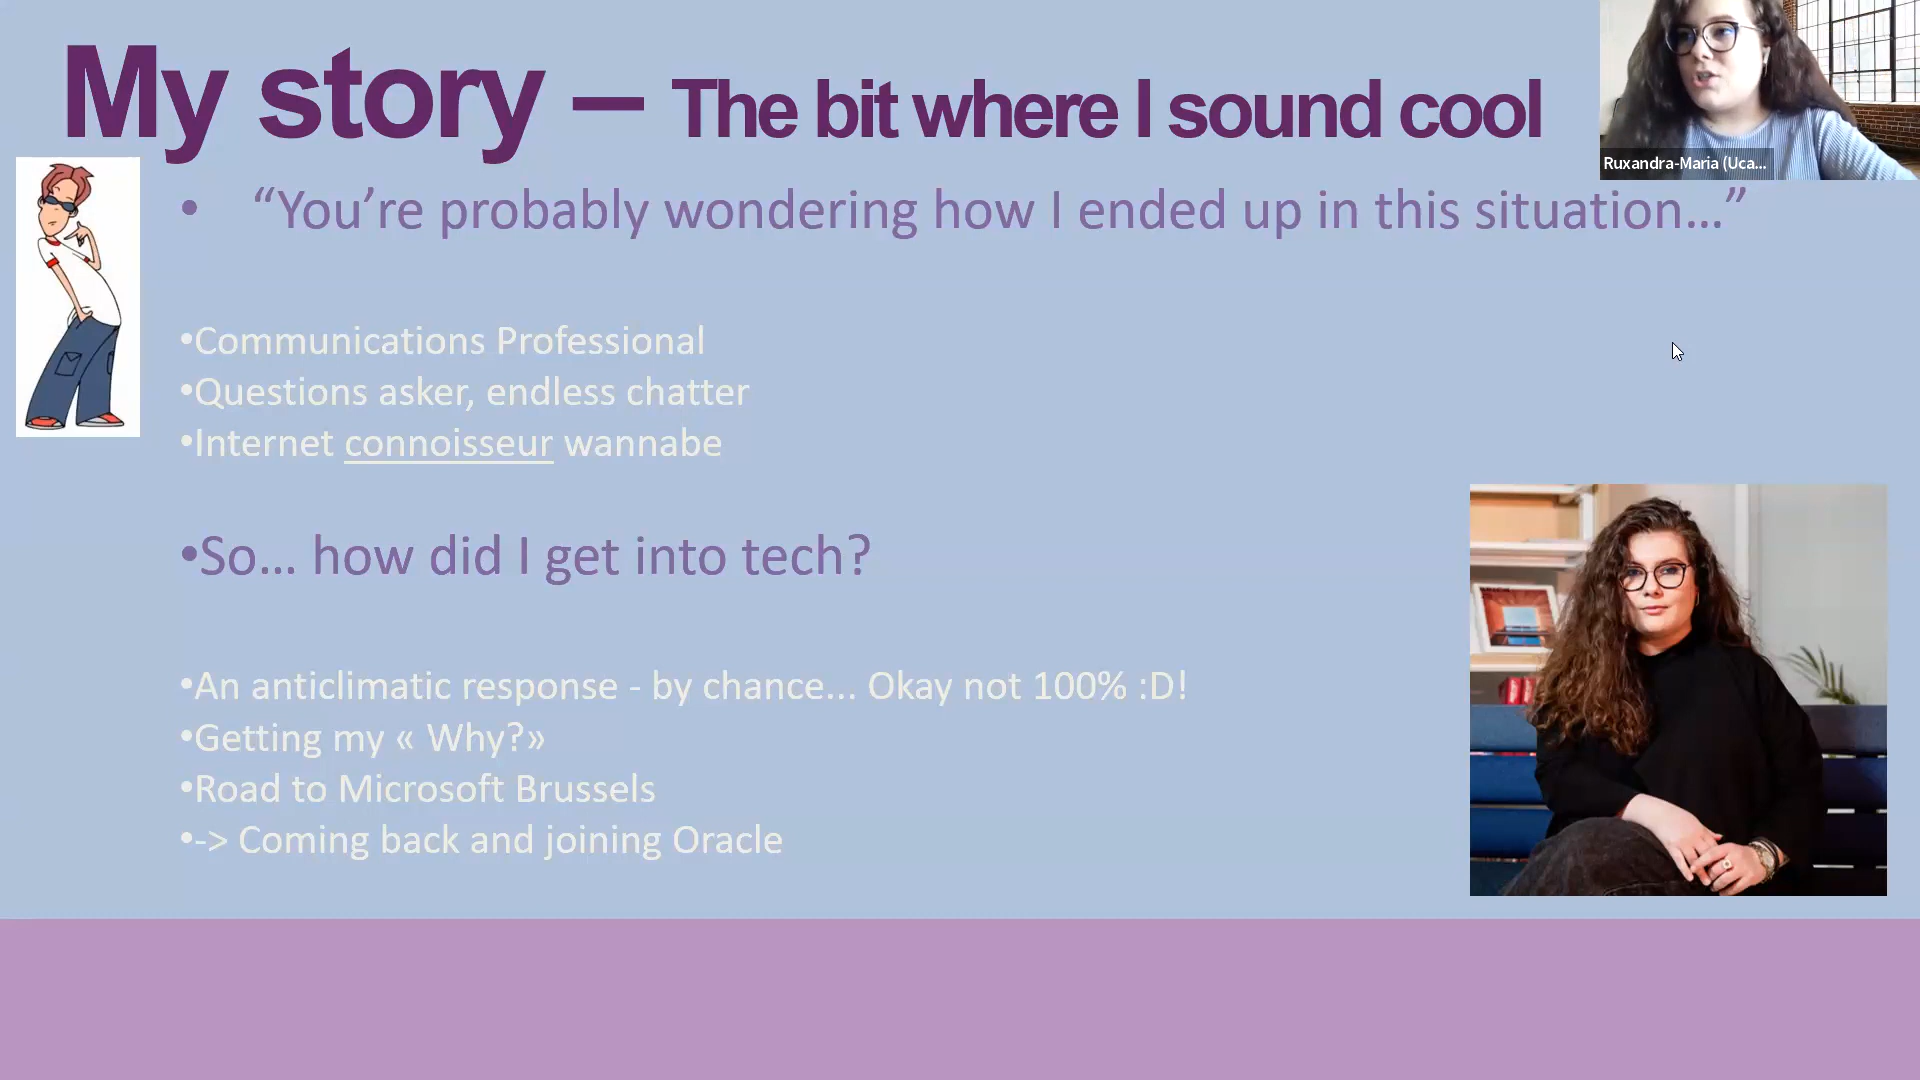 My story – The bit where I sound cool
Ruxandra-Maria (Uca...
• “You’re probably wondering how I ended up in this situation…”
•Communications Professional
•Questions asker, endless chatter
•Internet connoisseur wannabe
•So… how did I get into tech?
•An anticlimatic response - by chance... Okay not 100% :D!
•Getting my « Why?»
•Road to Microsoft Brussels
•-> Coming back and joining Oracle